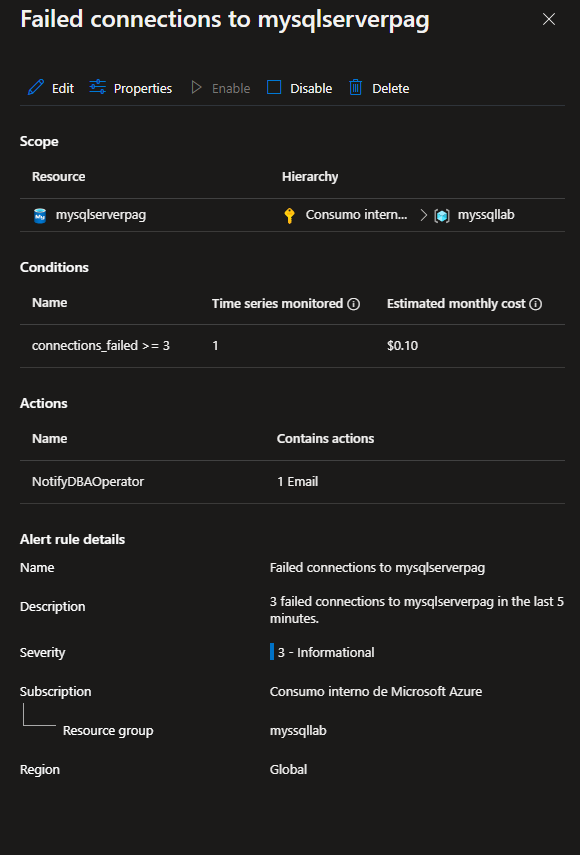 Failed connections to mysqlserverpag
Edit Properties Enable Disable Delete
Scope
Resource Hierarchy
mysqlserverpag Consumo intern... > myssqllab
Conditions
Name Time series monitored Estimated monthly cost
connections_failed >= 3 1 $0.10
Actions
Name Contains actions
NotifyDBAOperator 1 Email
Alert rule details
Name Failed connections to mysqlserverpag
Description 3 failed connections to mysqlserverpag in the last 5
minutes.
Severity 3 - Informational
Subscription Consumo interno de Microsoft Azure
Resource group myssqllab
Region Global